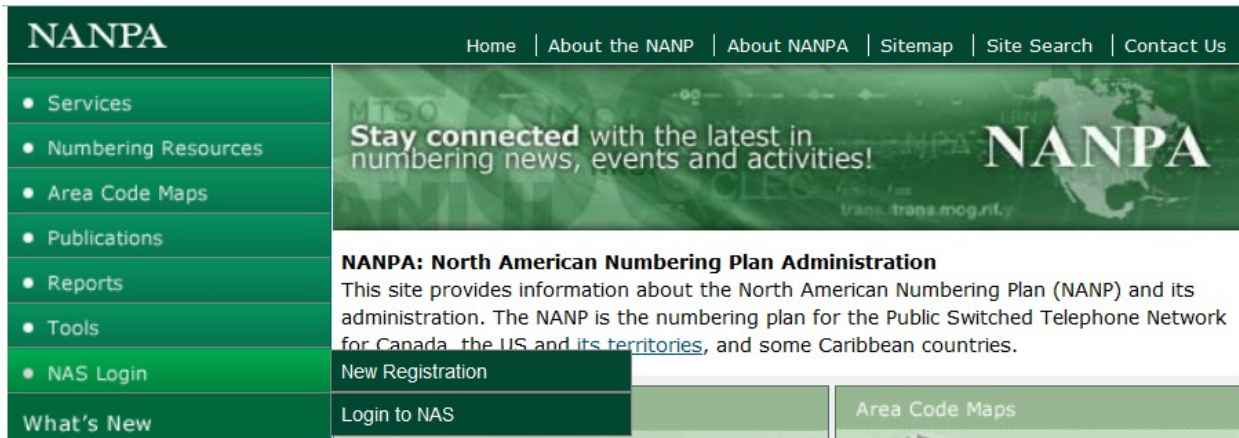 NANPA
Home | About the NANP | About NANPA | Sitemap | Site Search | Contact Us
Services
Numbering Resources
Area Code Maps
Publications
Reports
Tools
NAS Login
What's New
MTSO
Stay connected with the latest in
numbering news, events and activities!
CLEC
LRN
NPA
NANPA
NANPA: North American Numbering Plan Administration
This site provides information about the North American Numbering Plan (NANP) and its
administration. The NANP is the numbering plan for the Public Switched Telephone Network
for Canada, the US and its territories, and some Caribbean countries.
New Registration
Login to NAS
Area Code Maps